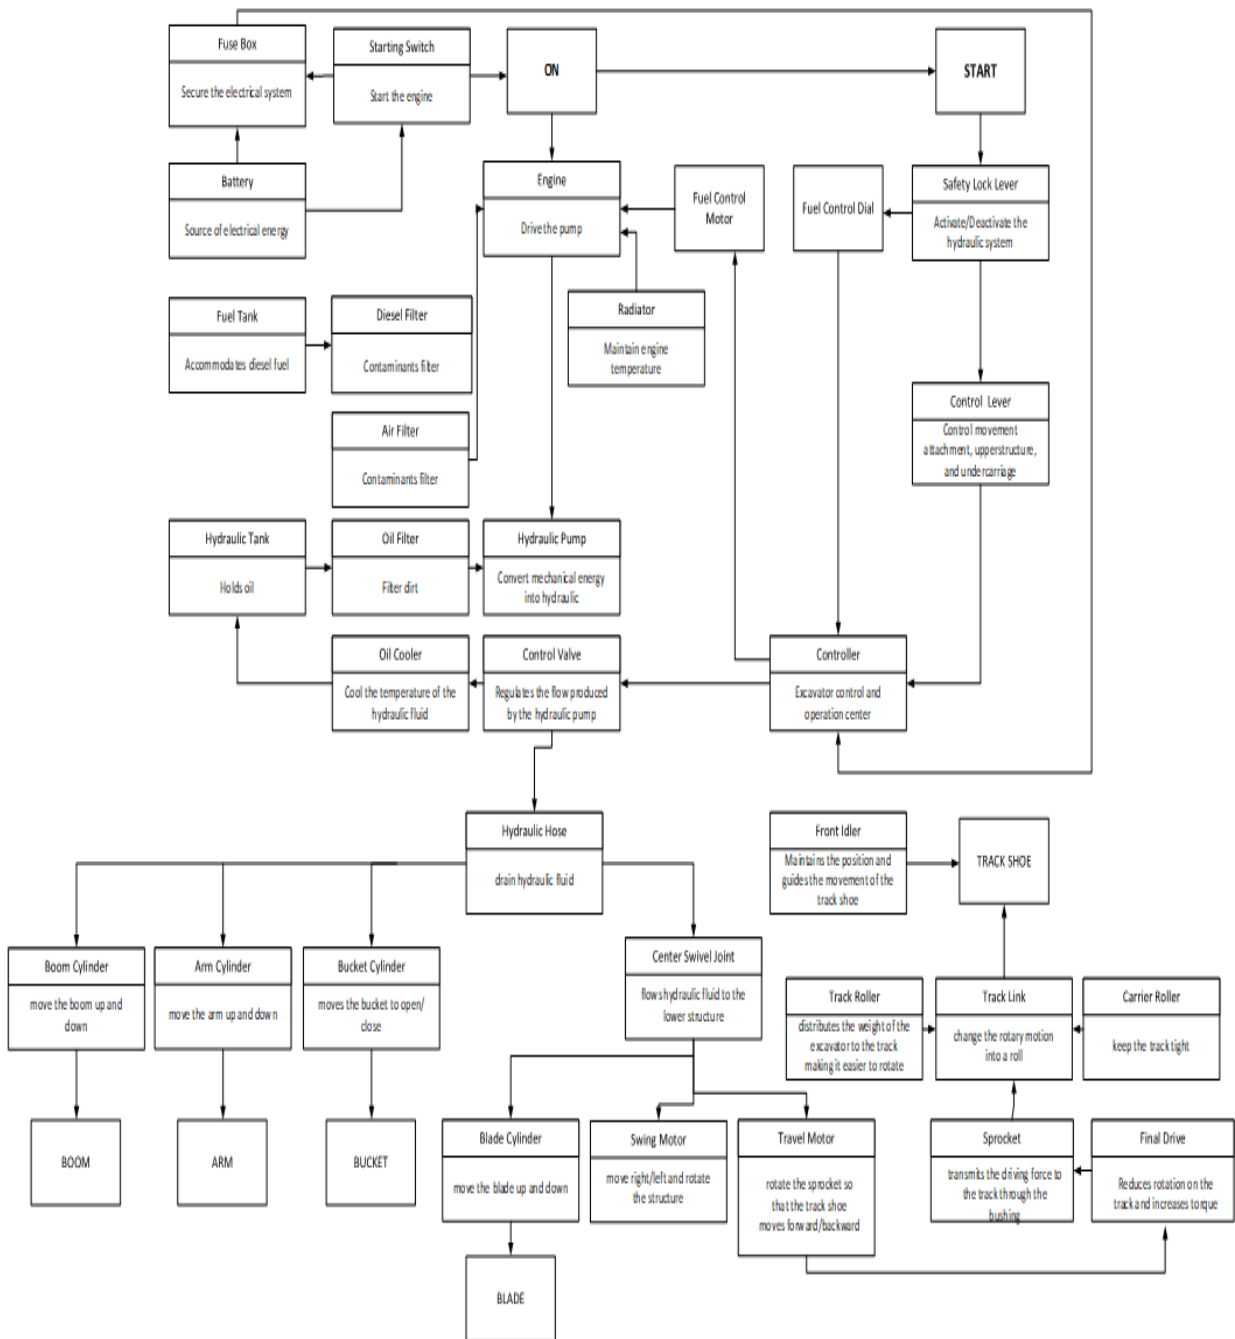 Fuse Box
Secure the electrical system
Starting Switch
Start the engine
ON
START
Battery
Source of electrical energy
Engine
Drive the pump
Fuel Control
Motor
Fuel Control Dial
Safety Lock Lever
Activate/Deactivate the
hydraulic system
Fuel Tank
Accommodates diesel fuel
Diesel Filter
Contaminants filter
Radiator
Maintain engine
temperature
Air Filter
Contaminants filter
Control Lever
Control movement
attachment, upperstructure,
and undercarriage
Hydraulic Tank
Holds oil
Oil Filter
Filter dirt
Hydraulic Pump
Convert mechanical energy
into hydraulic
Oil Cooler
Cool the temperature of the
hydraulic fluid
Control Valve
Regulates the flow produced
by the hydraulic pump
Controller
Excavator control and
operation center
Hydraulic Hose
drain hydraulic fluid
Front Idler
Maintains the position and
guides the movement of the
track shoe
TRACK SHOE
Boom Cylinder
move the boom up and
down
Arm Cylinder
move the arm up and down
Bucket Cylinder
moves the bucket to open/
close
Center Swivel Joint
flows hydraulic fluid to the
lower structure
Track Roller
distributes the weight of the
excavator to the track
making it easier to rotate
Track Link
change the rotary motion
into a roll
Carrier Roller
keep the track tight
BOOM
ARM
BUCKET
Blade Cylinder
move the blade up and down
Swing Motor
move right/left and rotate
the structure
Travel Motor
rotate the sprocket so
that the track shoe
moves forward/backward
Sprocket
transmits the driving force to
the track through the
bushing
Final Drive
Reduces rotation on the
track and increases torque
BLADE